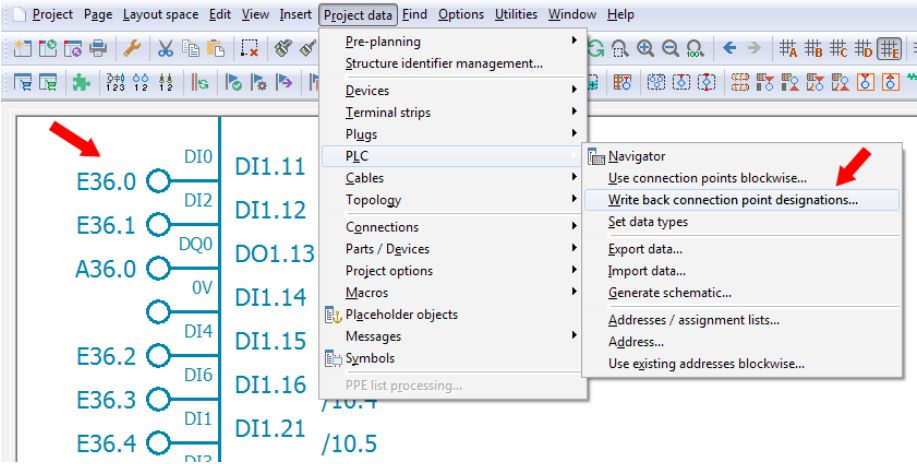 Project Page Layout space Edit View Insert Project data Find Options Utilities Window Help
Pre-planning
Structure identifier management...
Devices
Terminal strips
Plugs
PLC
Cables
Topology
Connections
Parts / Devices
Project options
Macros
Placeholder objects
Messages
Symbols
PPE list processing...
Navigator
Use connection points blockwise...
Write back connection point designations...
Set data types
Export data...
Import data...
Generate schematic...
Addresses / assignment lists...
Address...
Use existing addresses blockwise...
E36.0 DI0 DI1.11
E36.1 DI2 DI1.12
A36.0 DQ0 DO1.13
0V DI1.14
E36.2 DI4 DI1.15
E36.3 DI6 DI1.16
/10.4
E36.4 DI1 DI1.21
/10.5
DI3